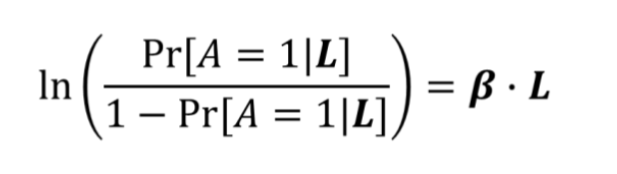 ln(Pr[A = 1|L] / 1 − Pr[A = 1|L]) = β · L